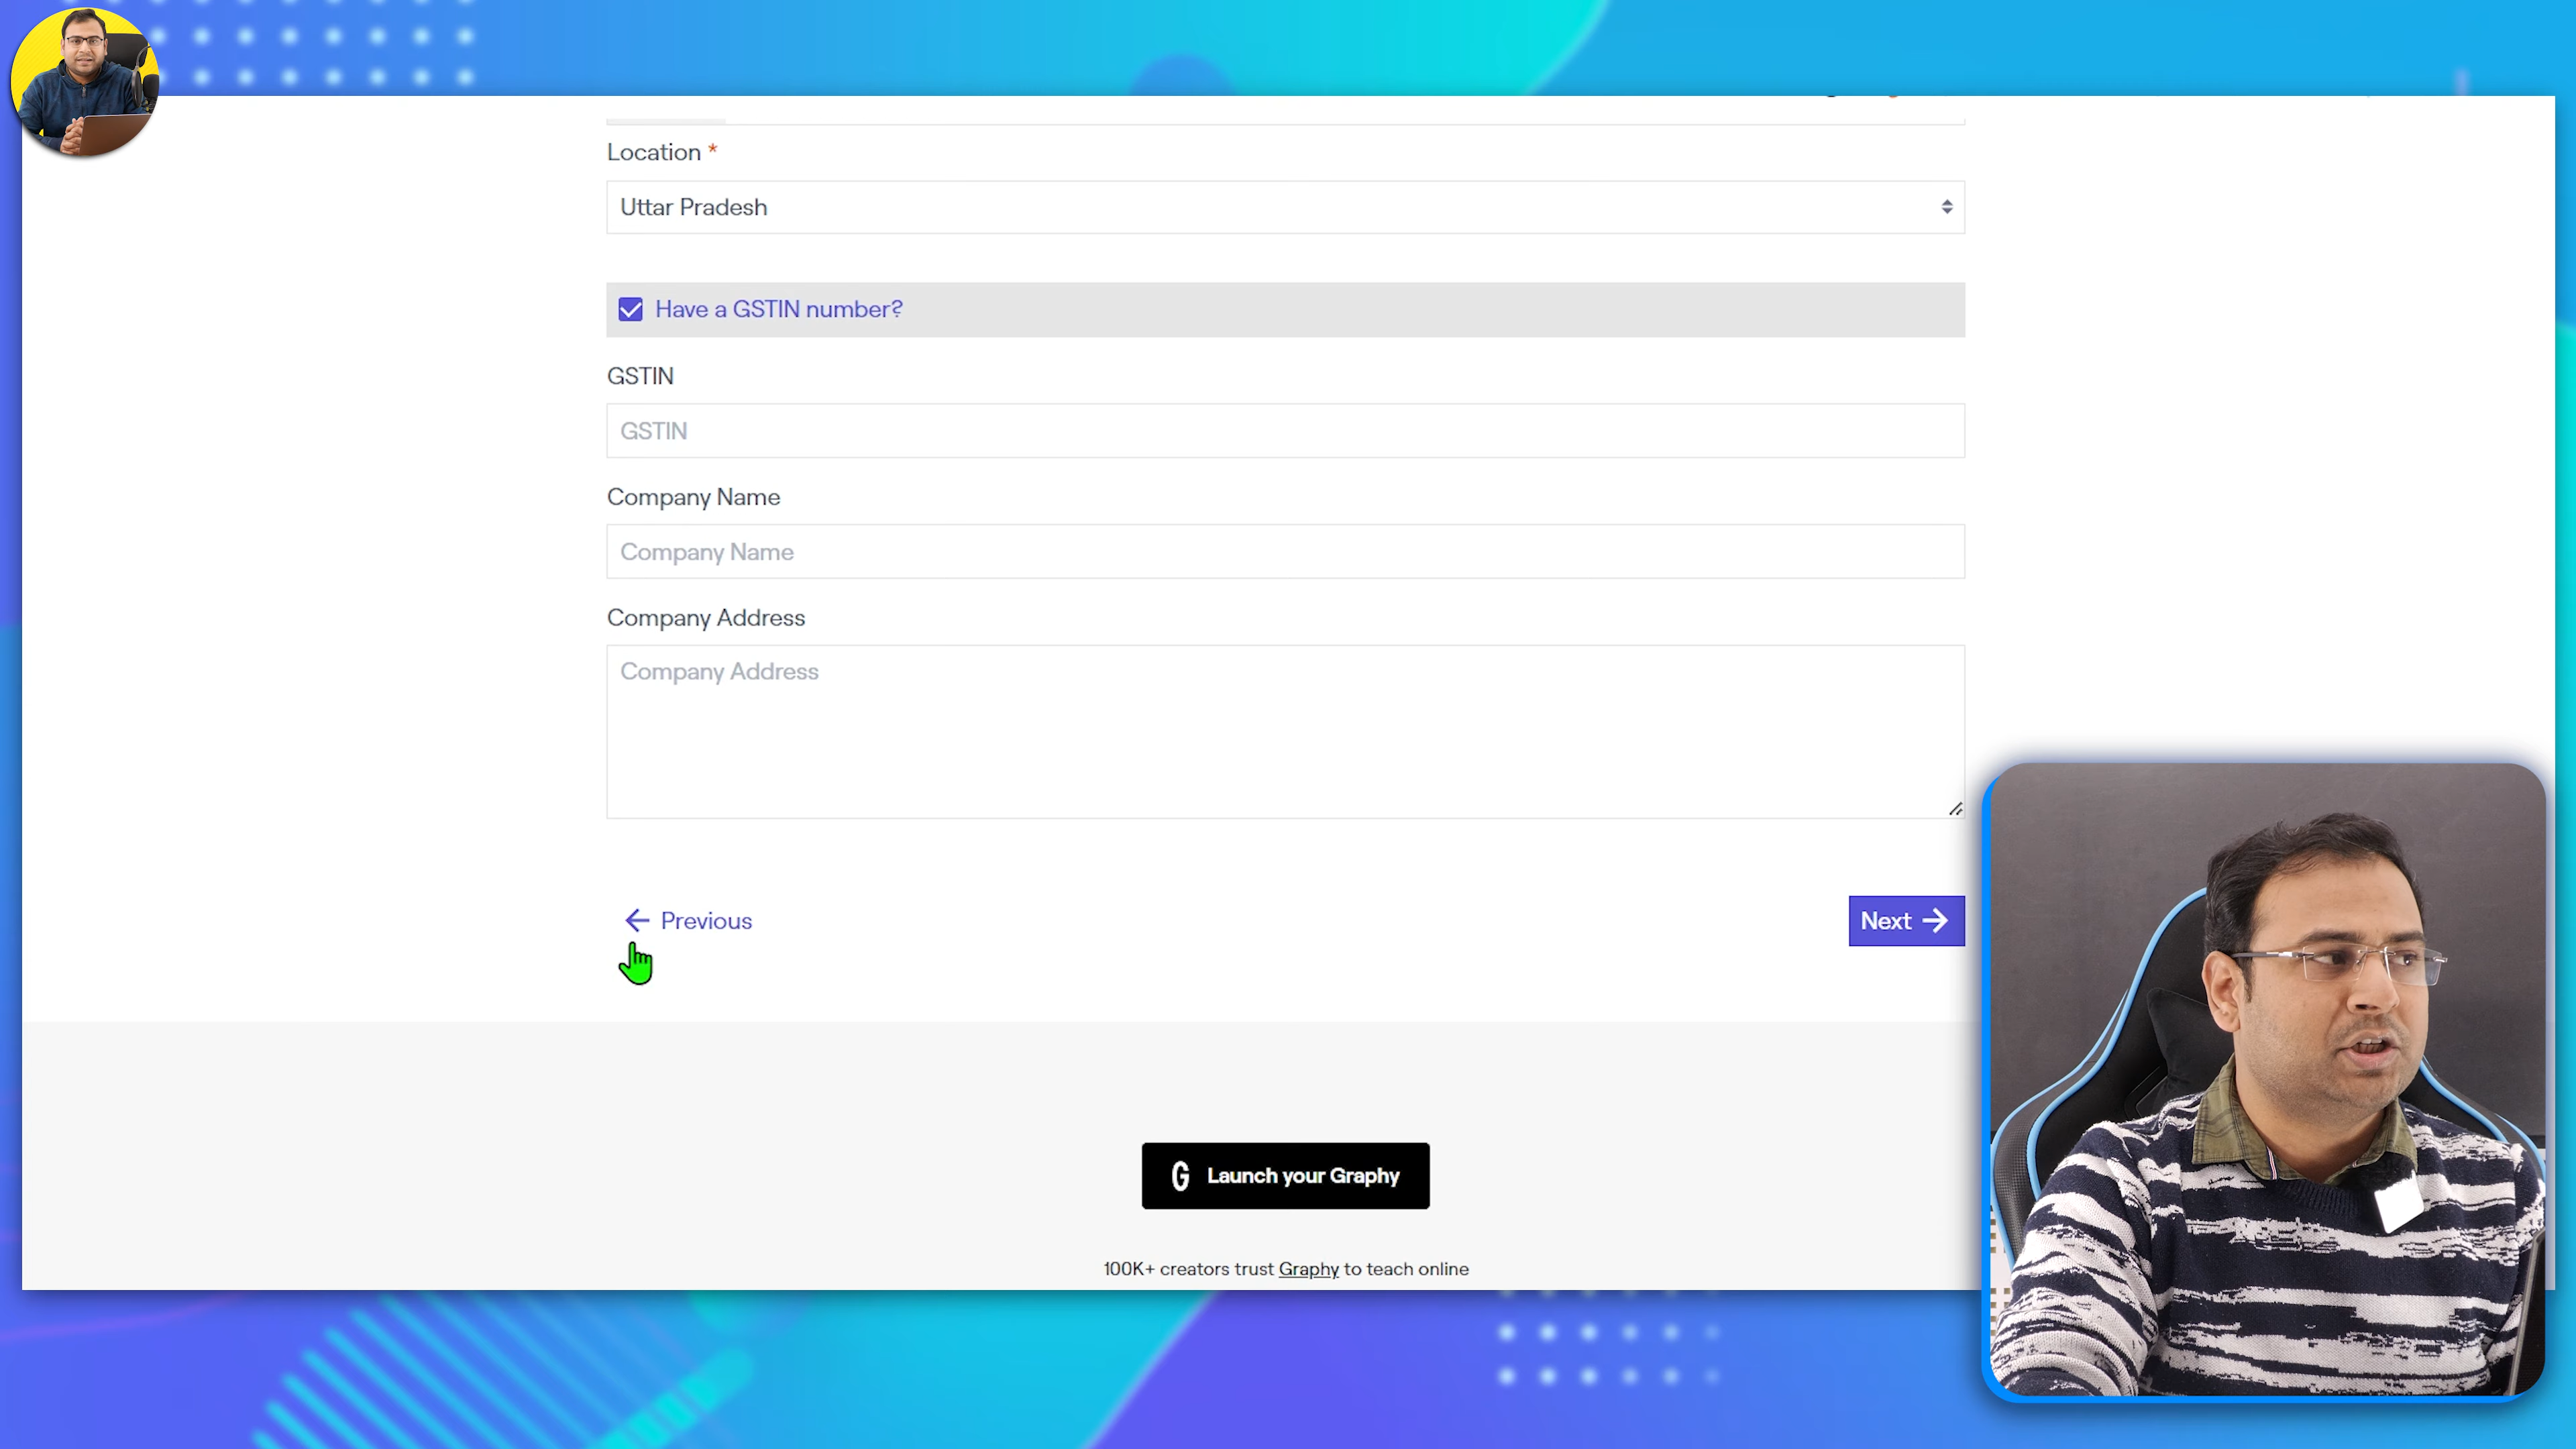 Location *
Uttar Pradesh
Have a GSTIN number?
GSTIN
GSTIN
Company Name
Company Name
Company Address
Company Address
Previous
Next
Launch your Graphy
100K+ creators trust Graphy to teach online